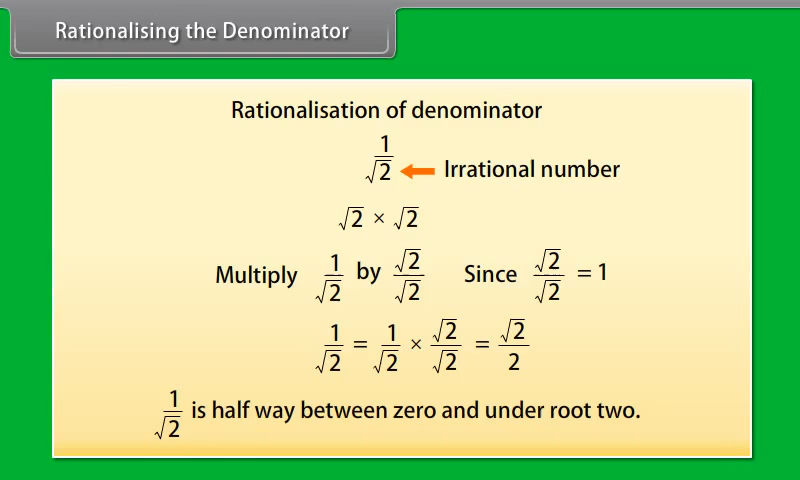 Rationalising the Denominator
Rationalisation of denominator
1/√2 ← Irrational number
√2 × √2
Multiply 1/√2 by √2/√2 Since √2/√2 = 1
1/√2 = 1/√2 × √2/√2 = √2/2
1/√2 is half way between zero and under root two.